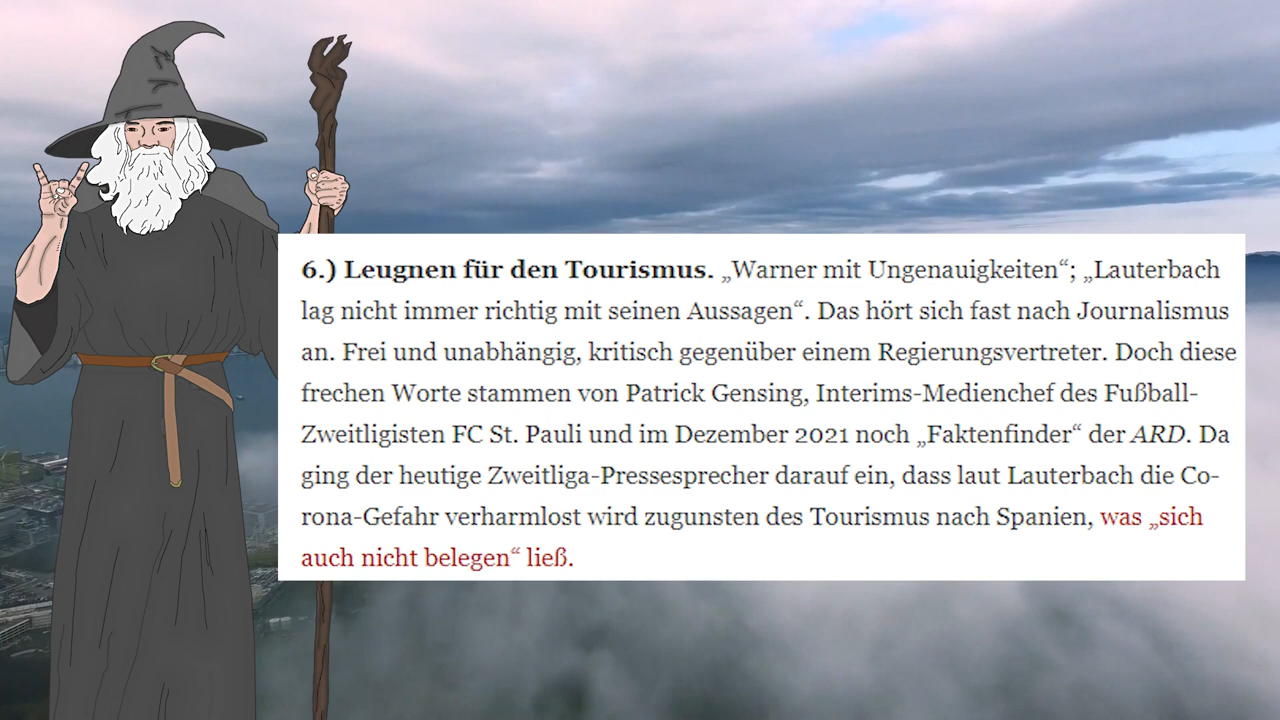 6.) Leugnen für den Tourismus. „Warner mit Ungenauigkeiten“; „Lauterbach
lag nicht immer richtig mit seinen Aussagen“. Das hört sich fast nach Journalismus
an. Frei und unabhängig, kritisch gegenüber einem Regierungsvertreter. Doch diese
frechen Worte stammen von Patrick Gensing, Interims-Medienchef des Fußball-
Zweitligisten FC St. Pauli und im Dezember 2021 noch „Faktenfinder“ der ARD. Da
ging der heutige Zweitliga-Pressesprecher darauf ein, dass laut Lauterbach die Co-
rona-Gefahr verharmlost wird zugunsten des Tourismus nach Spanien, was „sich
auch nicht belegen“ ließ.